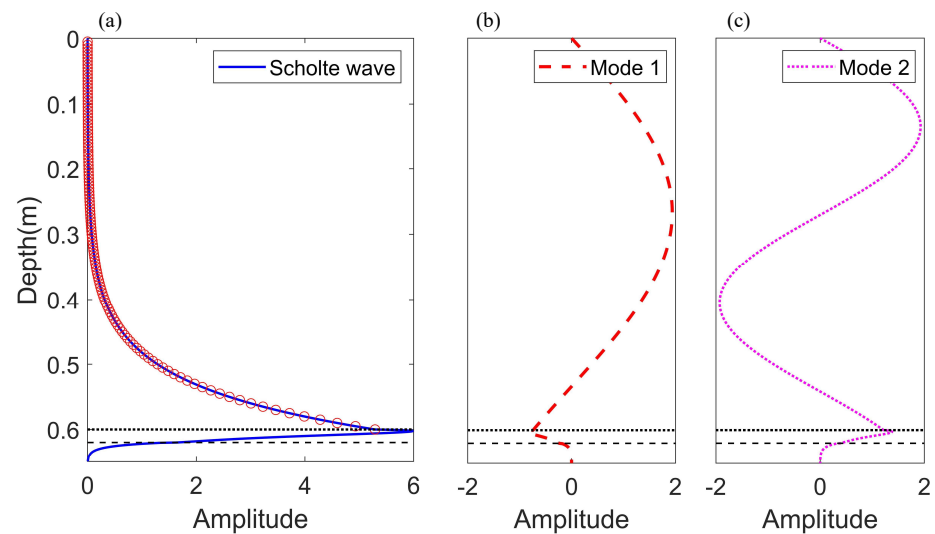 (a)
(b)
(c)
Scholte wave
Mode 1
Mode 2
0
0.1
0.2
0.3
0.4
0.5
0.6
Depth(m)
0 2 4 6
-2 0 2
-2 0 2
Amplitude
Amplitude
Amplitude